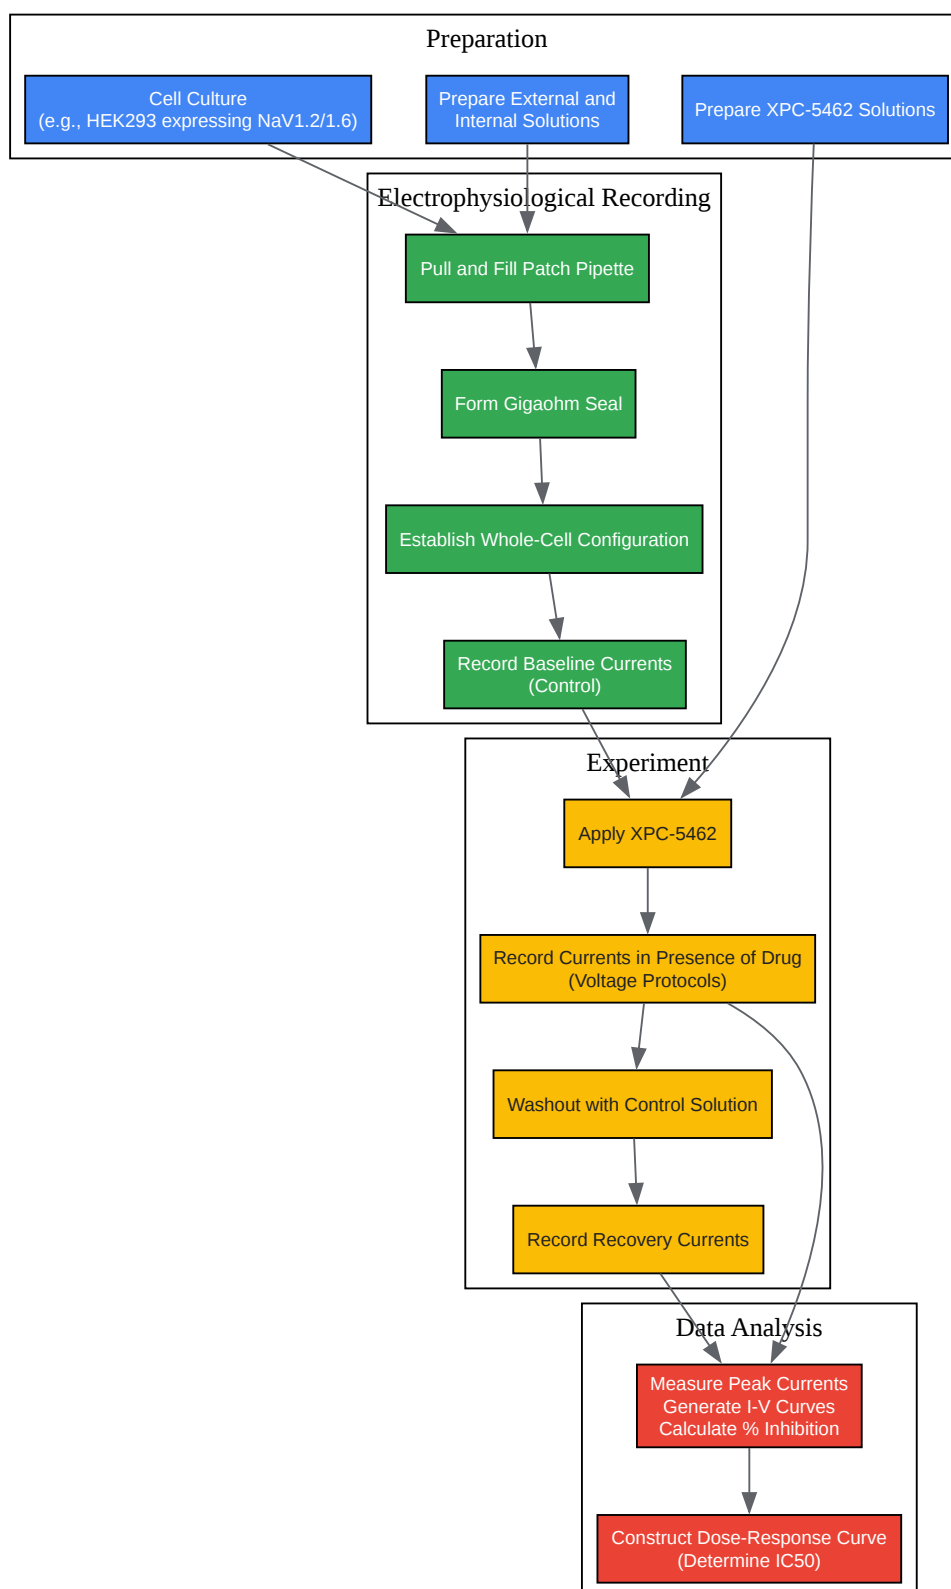 Preparation
Cell Culture
(e.g., HEK293 expressing NaV1.2/1.6)
Prepare External and
Internal Solutions
Prepare XPC-5462 Solutions
Electrophysiological Recording
Pull and Fill Patch Pipette
Form Gigaohm Seal
Establish Whole-Cell Configuration
Record Baseline Currents
(Control)
Experiment
Apply XPC-5462
Record Currents in Presence of Drug
(Voltage Protocols)
Washout with Control Solution
Record Recovery Currents
Data Analysis
Measure Peak Currents
Generate I-V Curves
Calculate % Inhibition
Construct Dose-Response Curve
(Determine IC50)